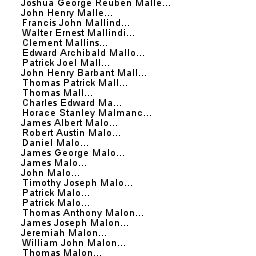 Joshua George Reuben Malle...
John Henry Malle...
Francis John Mallind...
Walter Ernest Mallindi...
Clement Mallins...
Edward Archibald Mallo...
Patrick Joel Mall...
John Henry Barbant Mall...
Thomas Patrick Mall...
Thomas Mall...
Charles Edward Ma...
Horace Stanley Malmanc...
James Albert Malo...
Robert Austin Malo...
Daniel Malo...
James George Malo...
James Malo...
John Malo...
Timothy Joseph Malo...
Patrick Malo...
Patrick Malo...
Thomas Anthony Malon...
James Joseph Malon...
Jeremiah Malon...
William John Malon...
Thomas Malon...